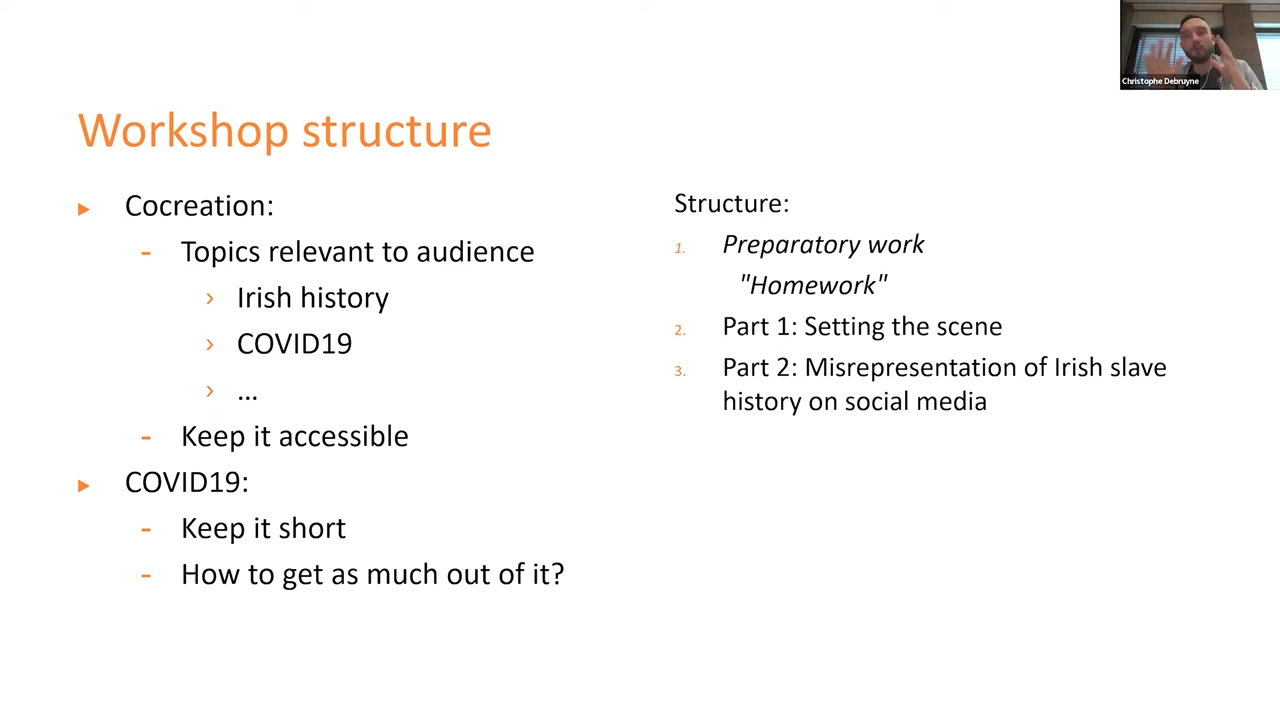 Christophe Debruyne
Workshop structure
▸ Cocreation:
- Topics relevant to audience
› Irish history
› COVID19
› ...
- Keep it accessible
▸ COVID19:
- Keep it short
- How to get as much out of it?
Structure:
1. Preparatory work
"Homework"
2. Part 1: Setting the scene
3. Part 2: Misrepresentation of Irish slave
history on social media